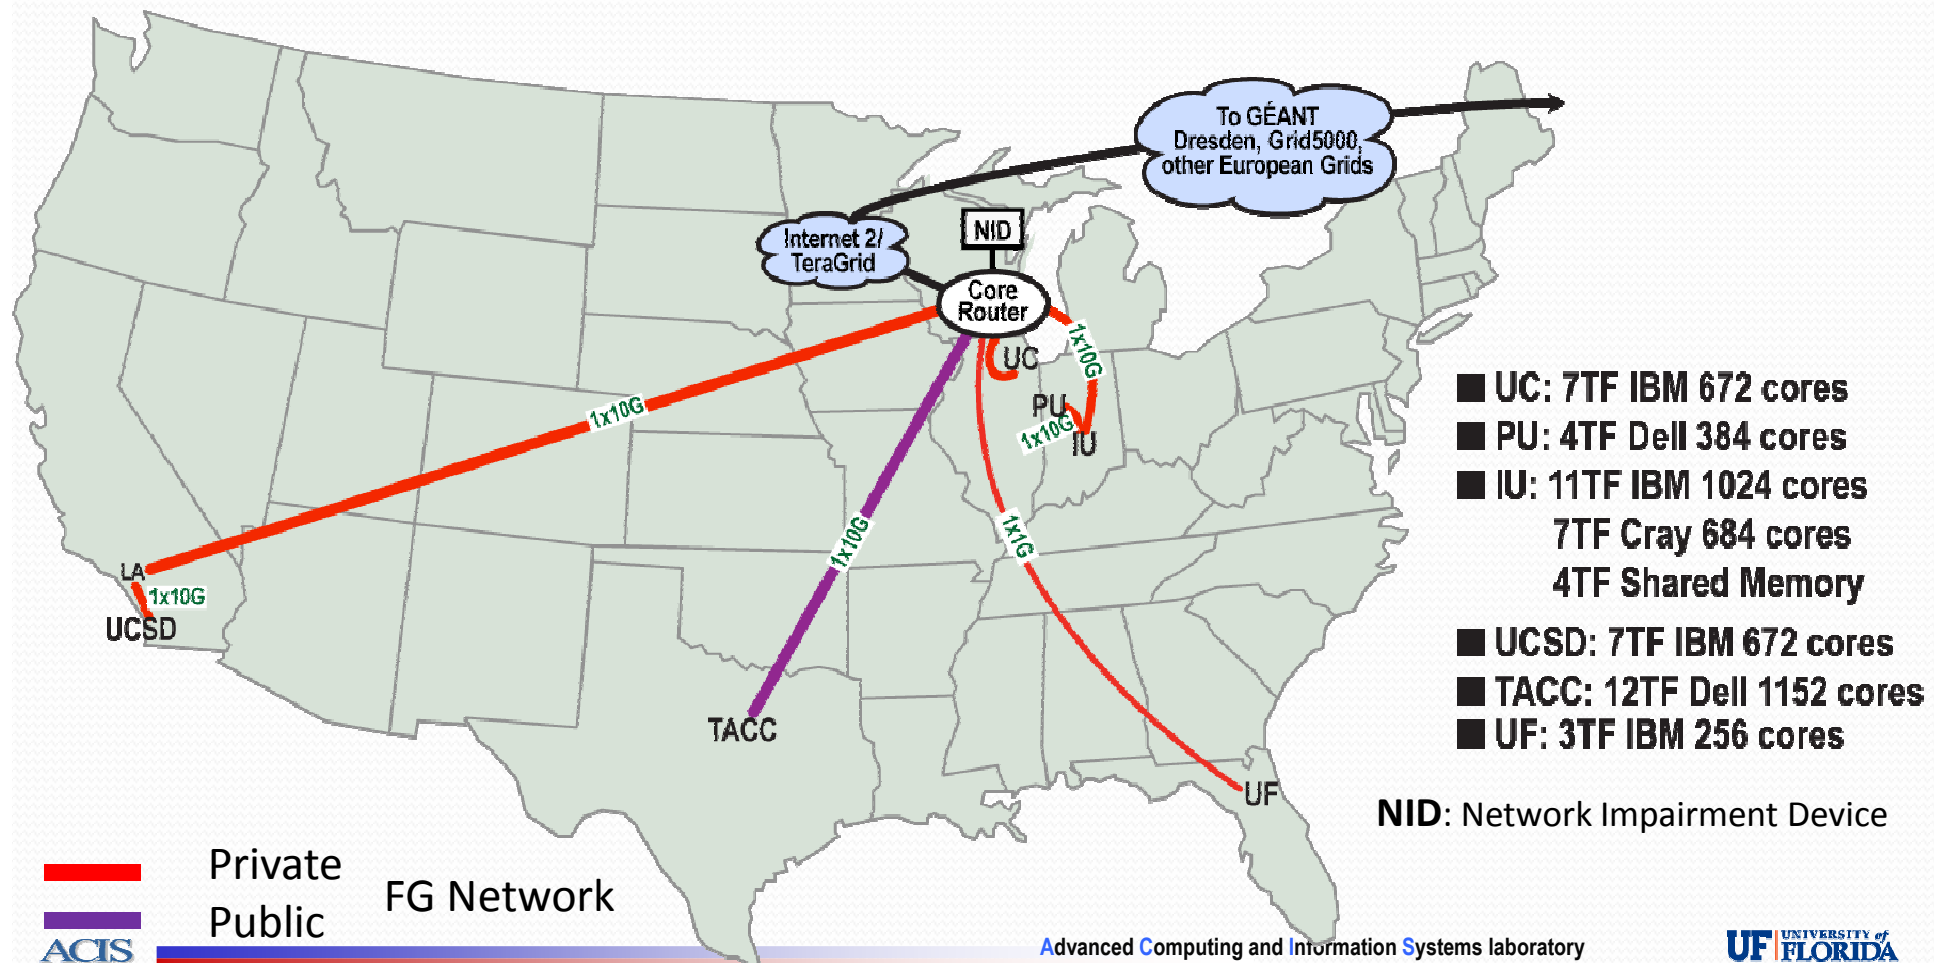 To GÉANT
Dresden, Grid5000,
other European Grids
Internet 2/
TeraGrid
NID
Core
Router
UC
1x10G
PU
1x10G
IU
1x10G
1x10G
1x1G
LA
1x10G
UCSD
TACC
UF
■ UC: 7TF IBM 672 cores
■ PU: 4TF Dell 384 cores
■ IU: 11TF IBM 1024 cores
7TF Cray 684 cores
4TF Shared Memory
■ UCSD: 7TF IBM 672 cores
■ TACC: 12TF Dell 1152 cores
■ UF: 3TF IBM 256 cores
NID: Network Impairment Device
Private
FG Network
Public
ACIS
Advanced Computing and Information Systems laboratory
UF UNIVERSITY of
FLORIDA